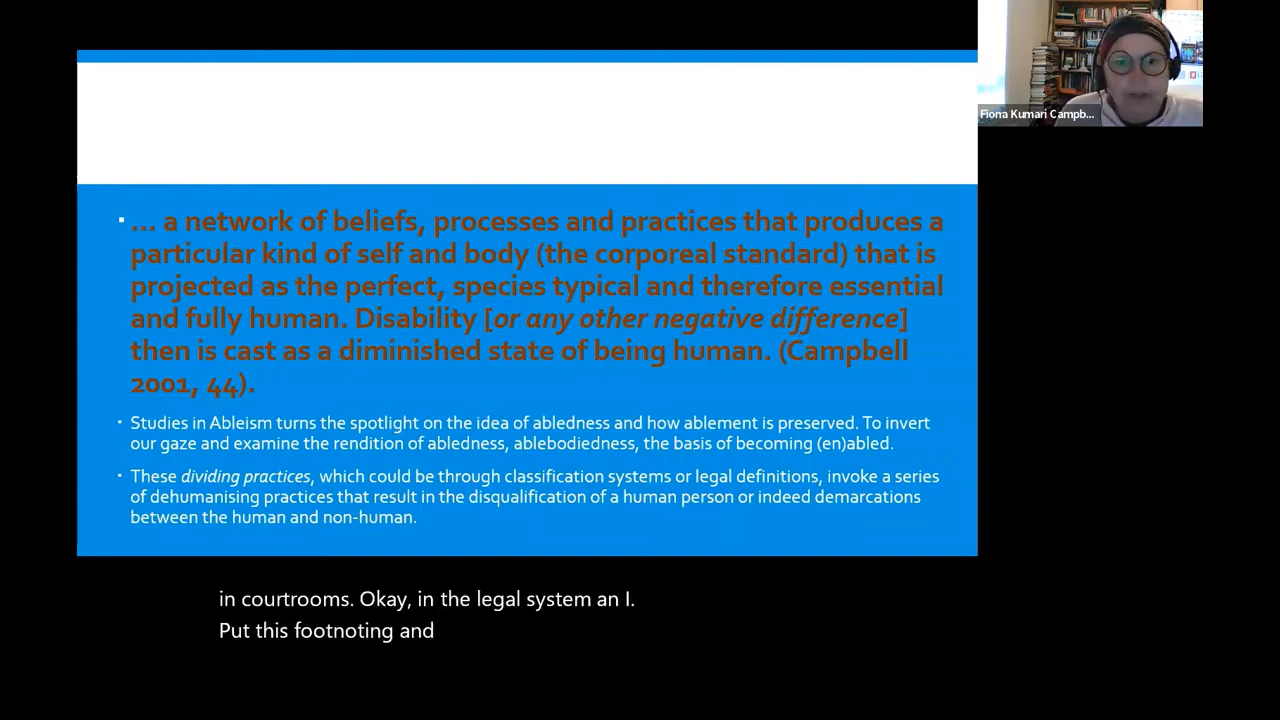 … a network of beliefs, processes and practices that produces a
particular kind of self and body (the corporeal standard) that is
projected as the perfect, species typical and therefore essential
and fully human. Disability [or any other negative difference]
then is cast as a diminished state of being human. (Campbell
2001, 44).
Studies in Ableism turns the spotlight on the idea of abledness and how ablement is preserved. To invert
our gaze and examine the rendition of abledness, ablebodiedness, the basis of becoming (en)abled.
These dividing practices, which could be through classification systems or legal definitions, invoke a series
of dehumanising practices that result in the disqualification of a human person or indeed demarcations
between the human and non-human.
Fiona Kumari Campb...
in courtrooms. Okay, in the legal system an I.
Put this footnoting and